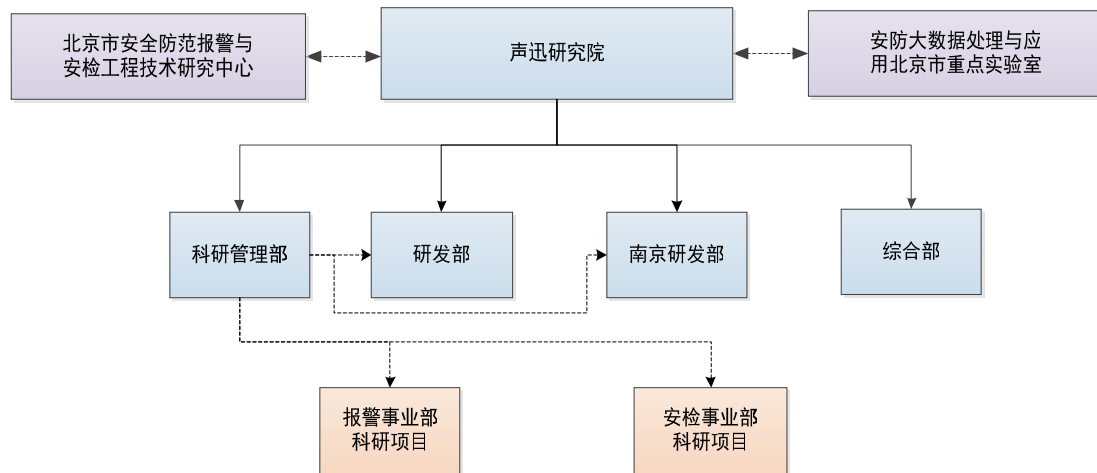 北京市安全防范报警与
安检工程技术研究中心
声迅研究院
安防大数据处理与应
用北京市重点实验室
科研管理部
研发部
南京研发部
综合部
报警事业部
科研项目
安检事业部
科研项目